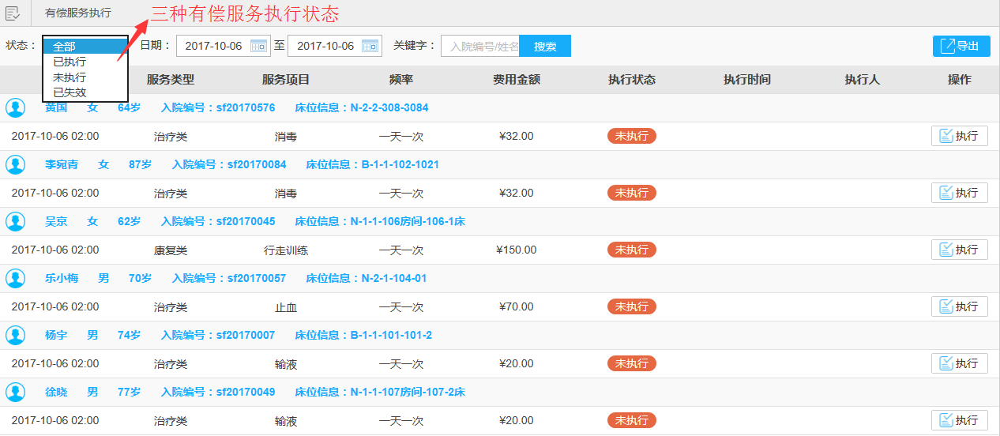 有偿服务执行 三种有偿服务执行状态
状态： 全部 日期： 2017-10-06 至 2017-10-06 关键字： 入院编号/姓名 搜索 导出
已执行
未执行
已失效
服务类型 服务项目 频率 费用金额 执行状态 执行时间 执行人 操作
黄国 女 64岁 入院编号：sf20170576 床位信息：N-2-2-308-3084
2017-10-06 02:00 治疗类 消毒 一天一次 ¥32.00 未执行 执行
李宛青 女 87岁 入院编号：sf20170084 床位信息：B-1-1-102-1021
2017-10-06 02:00 治疗类 消毒 一天一次 ¥32.00 未执行 执行
吴京 女 62岁 入院编号：sf20170045 床位信息：N-1-1-106房间-106-1床
2017-10-06 02:00 康复类 行走训练 一天一次 ¥150.00 未执行 执行
乐小梅 男 70岁 入院编号：sf20170057 床位信息：N-2-1-104-01
2017-10-06 02:00 治疗类 止血 一天一次 ¥70.00 未执行 执行
杨宇 男 74岁 入院编号：sf20170007 床位信息：B-1-1-101-101-2
2017-10-06 02:00 治疗类 输液 一天一次 ¥20.00 未执行 执行
徐晓 男 77岁 入院编号：sf20170049 床位信息：N-1-1-107房间-107-2床
2017-10-06 02:00 治疗类 输液 一天一次 ¥20.00 未执行 执行